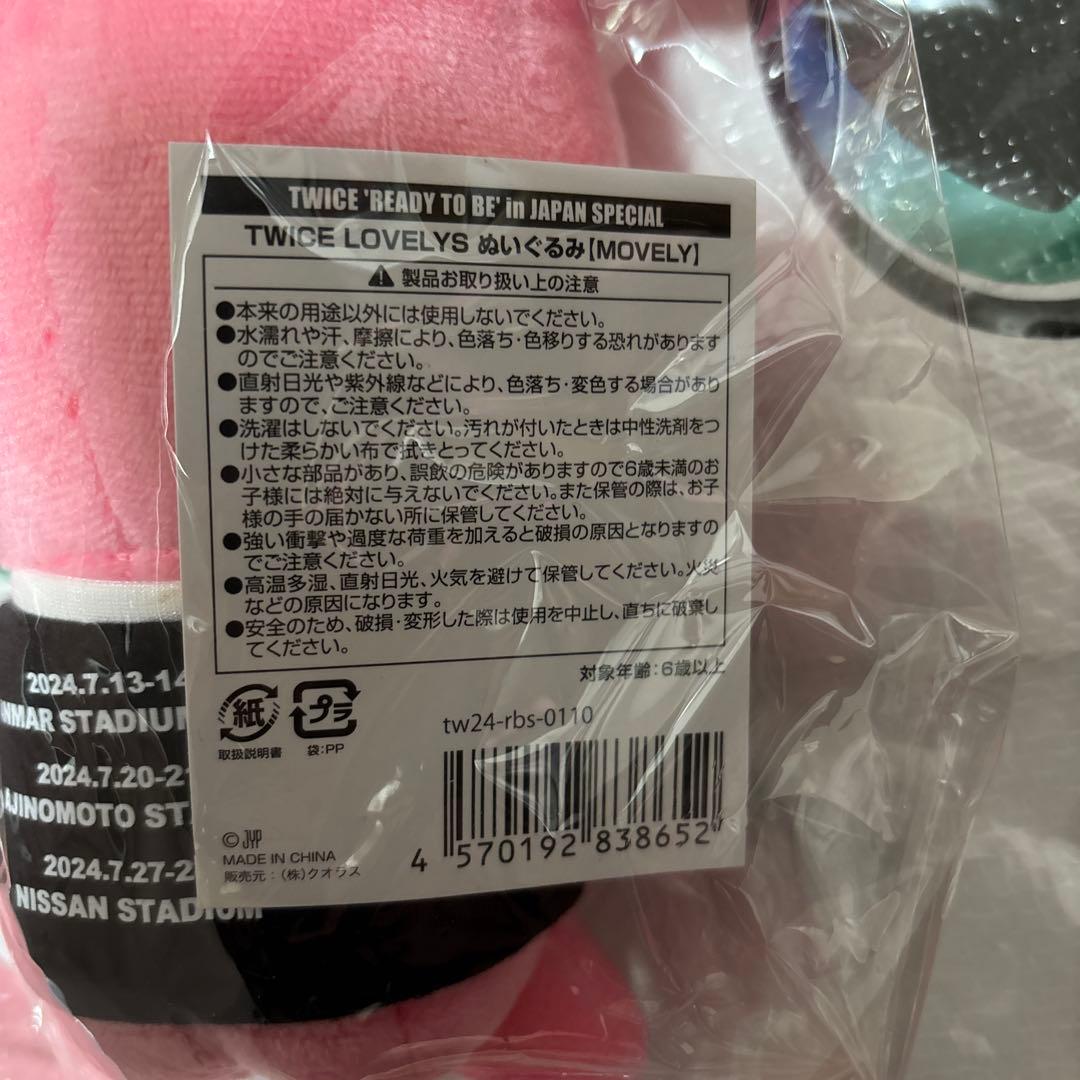 TWICE 'READY TO BE' in JAPAN SPECIAL
TWICE LOVELYS ぬいぐるみ【MOVELY】
製品お取り扱い上の注意
●本来の用途以外には使用しないでください。
●水濡れや汗、摩擦により、色落ち・色移りする恐れがあります
のでご注意ください。
●直射日光や紫外線などにより、色落ち・変色する場合があり
ますので、ご注意ください。
●洗濯はしないでください。汚れが付いたときは中性洗剤をつ
けた柔らかい布で拭きとってください。
●小さな部品があり、誤飲の危険がありますので6歳未満のお
子様には絶対に与えないでください。また保管の際は、お子
様の手の届かない所に保管してください。
●強い衝撃や過度な荷重を加えると破損の原因となりますの
でご注意ください。
●高温多湿、直射日光、火気を避けて保管してください。火災
などの原因になります。
●安全のため、破損・変形した際は使用を中止し、直ちに破棄し
てください。
対象年齢：6歳以上
紙
プラ
取扱説明書
袋：PP
tw24-rbs-0110
4 570192 838652
© JYP
MADE IN CHINA
販売元：（株）クオラス
2024.7.13-14
NMAR STADIUM
2024.7.20-2
AJINOMOTO ST
2024.7.27-2
NISSAN STADIUM